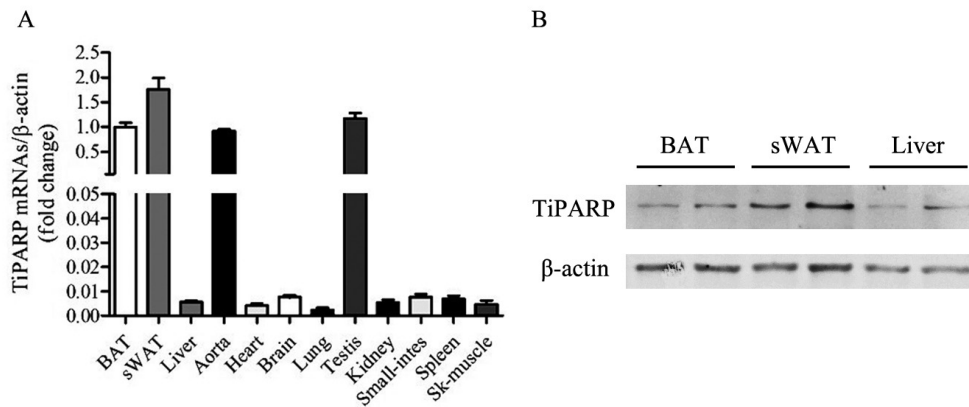 A
TiPARP mRNAs/β-actin
(fold change)
2.5
2.0
1.5
1.0
0.5
0.05
0.04
0.03
0.02
0.01
0.00
BAT
sWAT
Liver
Aorta
Heart
Brain
Lung
Testis
Kidney
Small-intes
Spleen
Sk-muscle
B
BAT sWAT Liver
TiPARP
β-actin